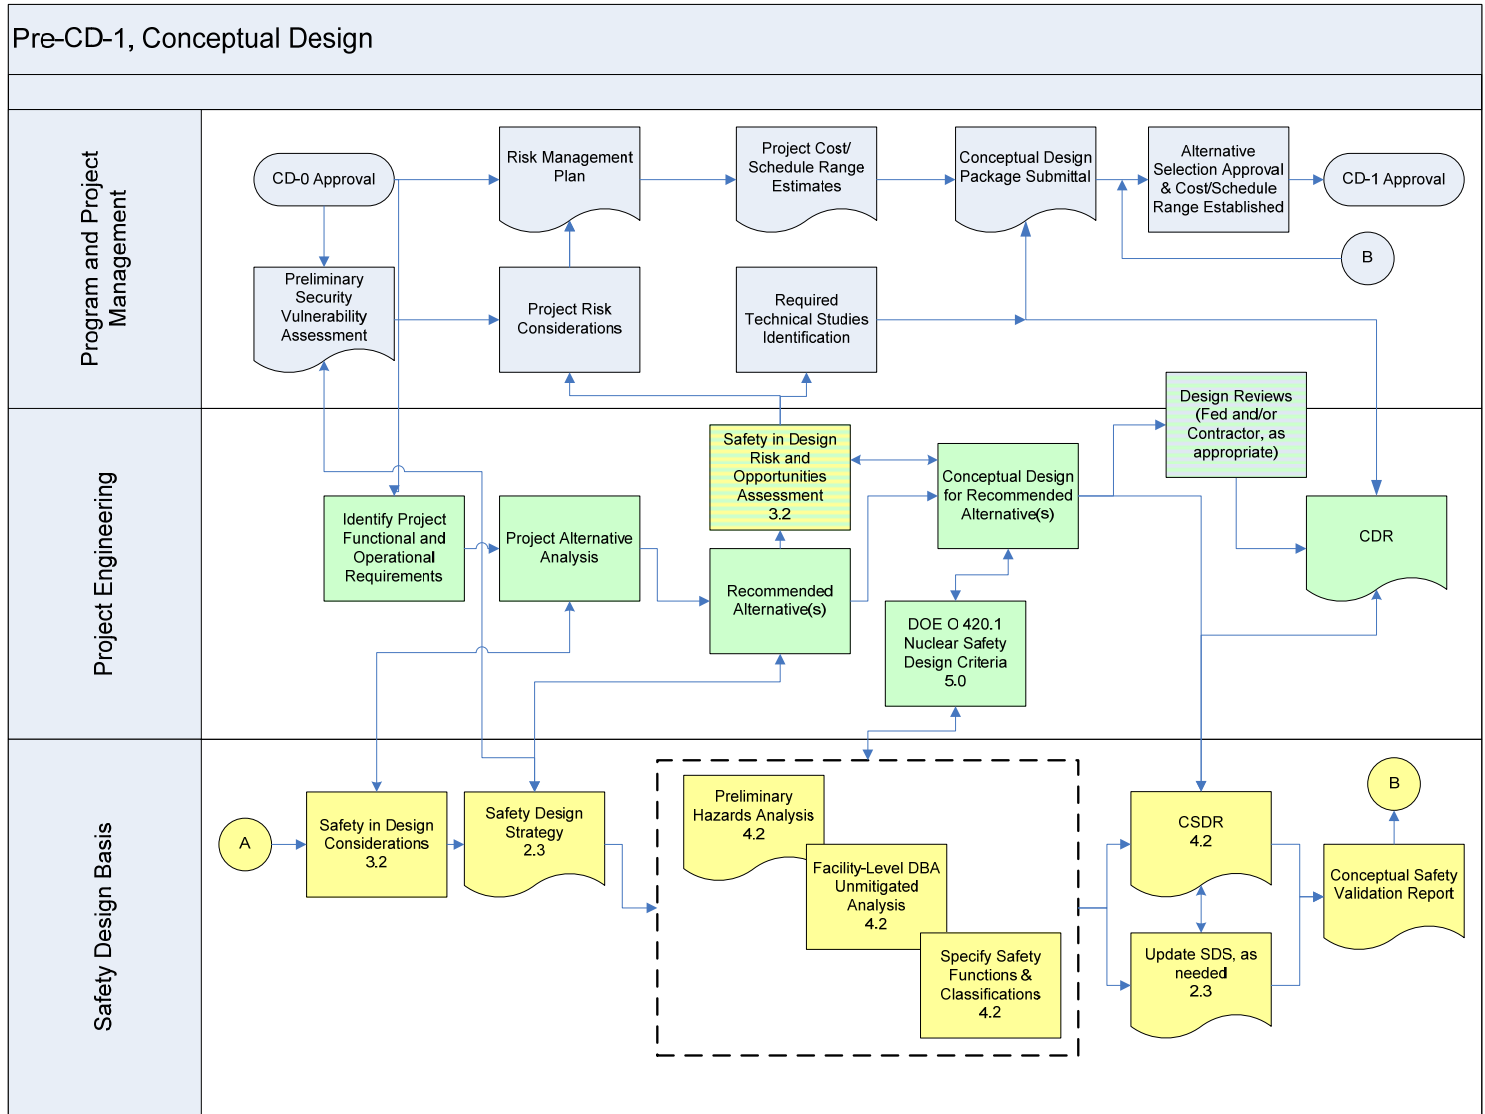 Pre-CD-1, Conceptual Design
Program and Project
Management
CD-0 Approval
Risk Management
Plan
Project Cost/
Schedule Range
Estimates
Conceptual Design
Package Submittal
Alternative
Selection Approval
& Cost/Schedule
Range Established
CD-1 Approval
B
Preliminary
Security
Vulnerability
Assessment
Project Risk
Considerations
Required
Technical Studies
Identification
Project Engineering
Design Reviews
(Fed and/or
Contractor, as
appropriate)
Safety in Design
Risk and
Opportunities
Assessment
3.2
Conceptual Design
for Recommended
Alternative(s)
Identify Project
Functional and
Operational
Requirements
Project Alternative
Analysis
CDR
Recommended
Alternative(s)
DOE O 420.1
Nuclear Safety
Design Criteria
5.0
Safety Design Basis
A
Safety in Design
Considerations
3.2
Safety Design
Strategy
2.3
Preliminary
Hazards Analysis
4.2
Facility-Level DBA
Unmitigated
Analysis
4.2
Specify Safety
Functions &
Classifications
4.2
CSDR
4.2
Update SDS, as
needed
2.3
B
Conceptual Safety
Validation Report